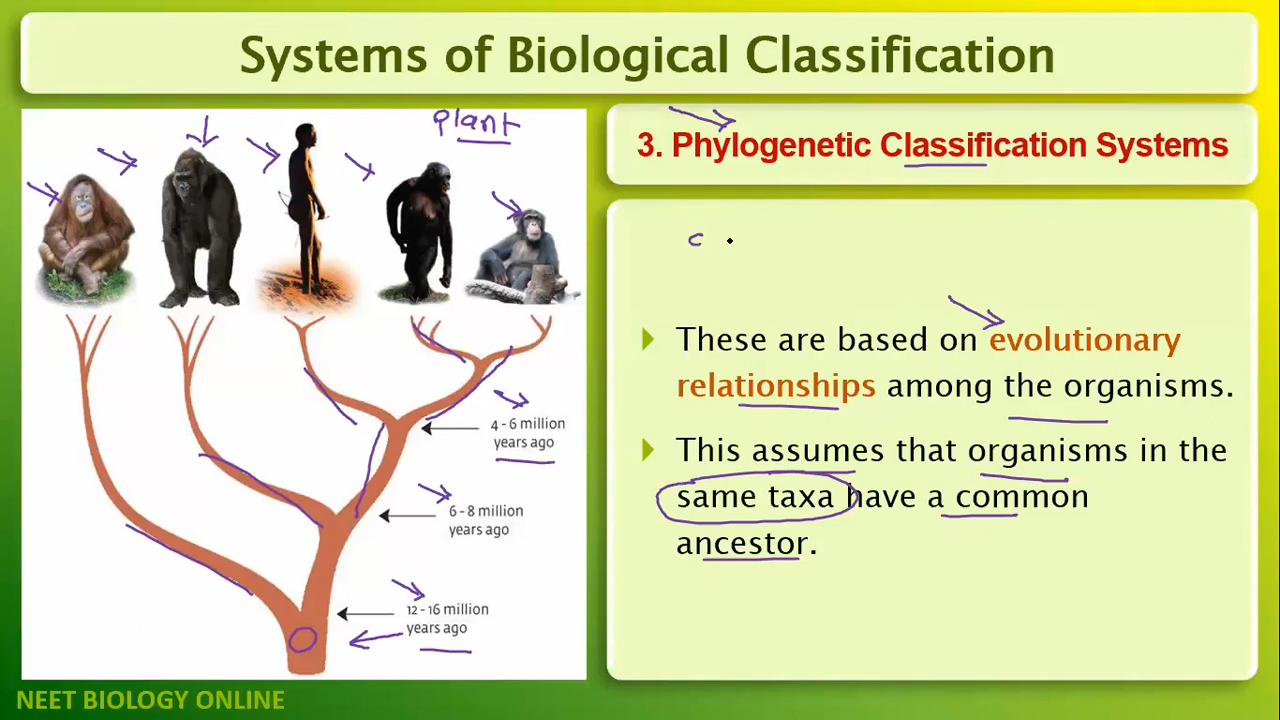 Systems of Biological Classification
plant
3. Phylogenetic Classification Systems
c
These are based on evolutionary
relationships among the organisms.
This assumes that organisms in the
same taxa have a common
ancestor.
4 - 6 million
years ago
6 - 8 million
years ago
12 - 16 million
years ago
NEET BIOLOGY ONLINE